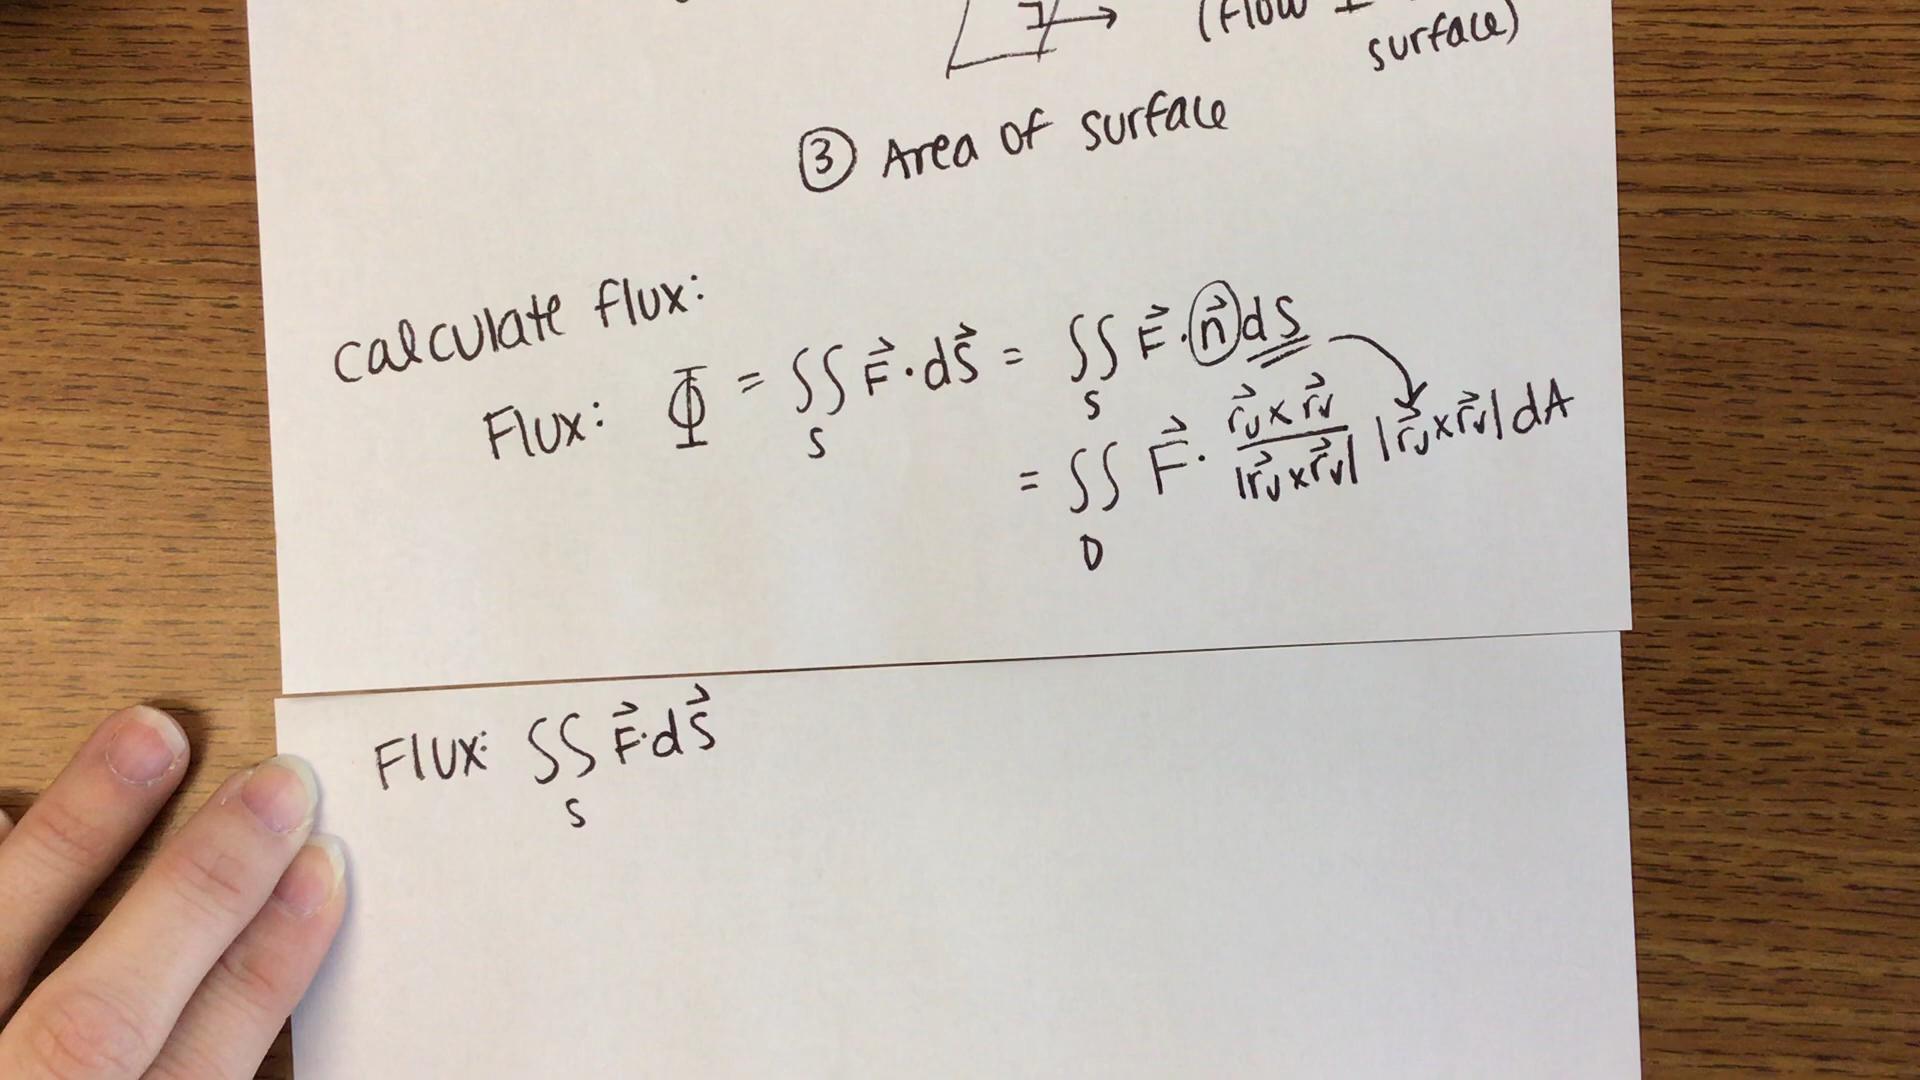 (Flow ⊥
surface)
③ Area of surface
calculate flux:
Flux: Φ = ∬_S F⃗ · dS⃗ = ∬_S F⃗ · n⃗ dS
= ∬_D F⃗ · (r⃗_u × r⃗_v)/|r⃗_u × r⃗_v| |r⃗_u × r⃗_v| dA
Flux: ∬_S F⃗ · dS⃗